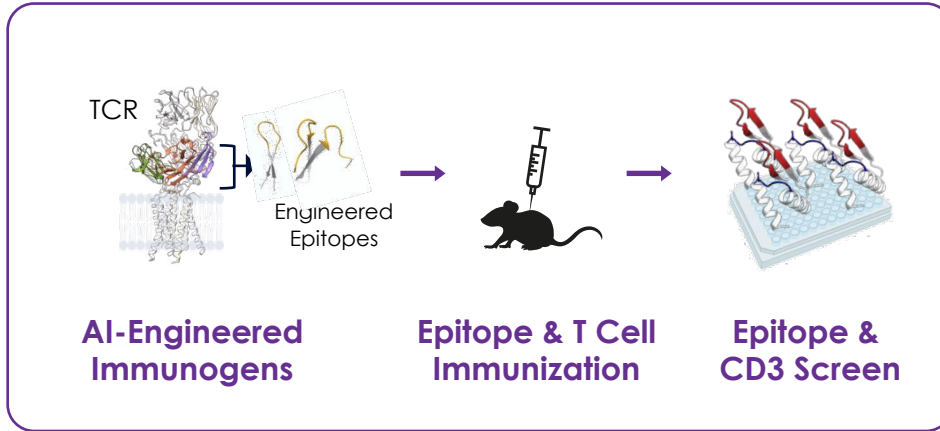 TCR
Engineered
Epitopes
AI-Engineered
Immunogens
Epitope & T Cell
Immunization
Epitope &
CD3 Screen